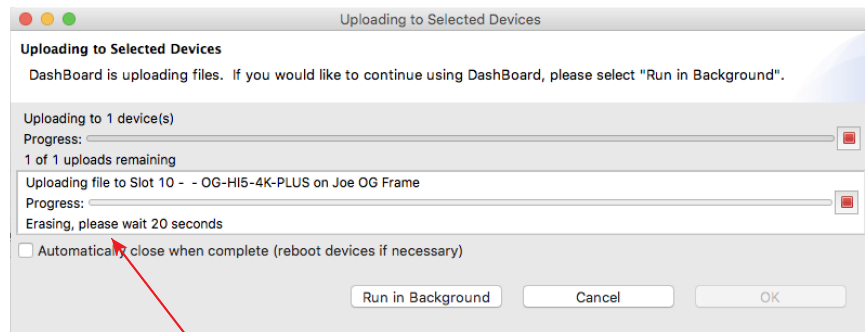 Uploading to Selected Devices
Uploading to Selected Devices
DashBoard is uploading files. If you would like to continue using DashBoard, please select "Run in Background".
Uploading to 1 device(s)
Progress:
1 of 1 uploads remaining
Uploading file to Slot 10 - - OG-HI5-4K-PLUS on Joe OG Frame
Progress:
Erasing, please wait 20 seconds
Automatically close when complete (reboot devices if necessary)
Run in Background Cancel OK